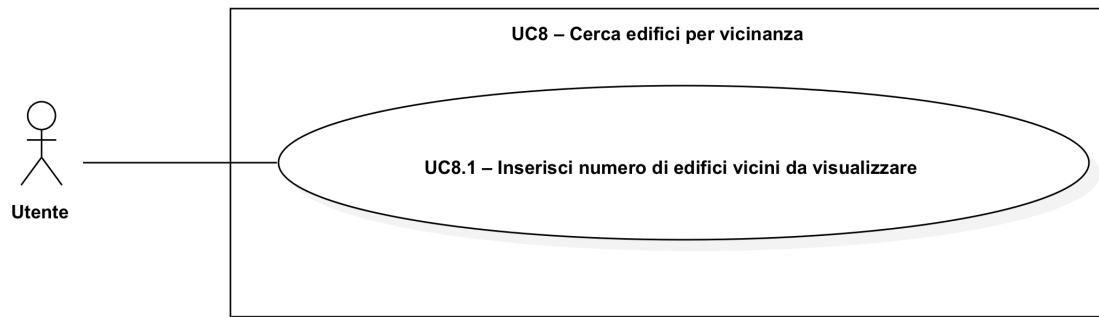 UC8 – Cerca edifici per vicinanza
UC8.1 – Inserisci numero di edifici vicini da visualizzare
Utente